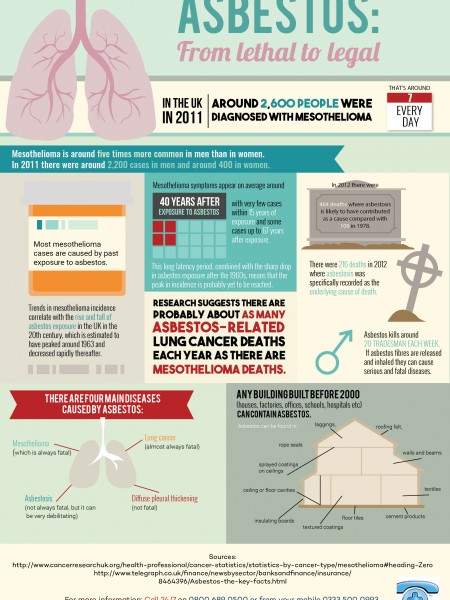 ASBESTOS:
From lethal to legal
IN THE UK
IN 2011
AROUND 2,600 PEOPLE WERE
DIAGNOSED WITH MESOTHELIOMA
THAT'S AROUND
7
EVERY
DAY
Mesothelioma is around five times more common in men than in women.
In 2011 there were around 2,200 cases in men and around 400 in women.
Most mesothelioma
cases are caused by past
exposure to asbestos.
Trends in mesothelioma incidence
correlate with the rise and fall of
asbestos exposure in the UK in the
20th century, which is estimated to
have peaked around 1963 and
decreased rapidly thereafter.
Mesothelioma symptoms appear on average around
40 YEARS AFTER
EXPOSURE TO ASBESTOS
with very few cases
within 15 years of
exposure and some
cases up to 67 years
after exposure.
This long latency period, combined with the sharp drop
in asbestos exposure after the 1960s, means that the
peak in incidence is probably yet to be reached.
RESEARCH SUGGESTS THERE ARE
PROBABLY ABOUT AS MANY
ASBESTOS-RELATED
LUNG CANCER DEATHS
EACH YEAR AS THERE ARE
MESOTHELIOMA DEATHS.
In 2012 there were
464 deaths where asbestosis
is likely to have contributed
as a cause compared with
109 in 1978.
There were 216 deaths in 2012
where asbestosis was
specifically recorded as the
underlying cause of death.
Asbestos kills around
20 TRADESMAN EACH WEEK.
If asbestos fibres are released
and inhaled they can cause
serious and fatal diseases.
THERE ARE FOUR MAIN DISEASES
CAUSED BY ASBESTOS:
Mesothelioma
(which is always fatal)
Lung cancer
(almost always fatal)
Asbestosis
(not always fatal, but it can
be very debilitating)
Diffuse pleural thickening
(not fatal)
ANY BUILDING BUILT BEFORE 2000
(houses, factories, offices, schools, hospitals etc)
CAN CONTAIN ASBESTOS.
Asbestos can be found in:
laggings,
roofing felt,
rope seals
walls and beams
sprayed coatings
on ceilings
ceiling or floor cavities
textiles
insulating boards
textured coatings
floor tiles
cement products
Sources:
http://www.cancerresearchuk.org/health-professional/cancer-statistics/statistics-by-cancer-type/mesothelioma#heading-Zero
http://www.telegraph.co.uk/finance/newsbysector/banksandfinance/insurance/
8464396/Asbestos-the-key-facts.html
For more information: Call 24/7 on 0800 689 0500 or from your mobile 0333 500 0993